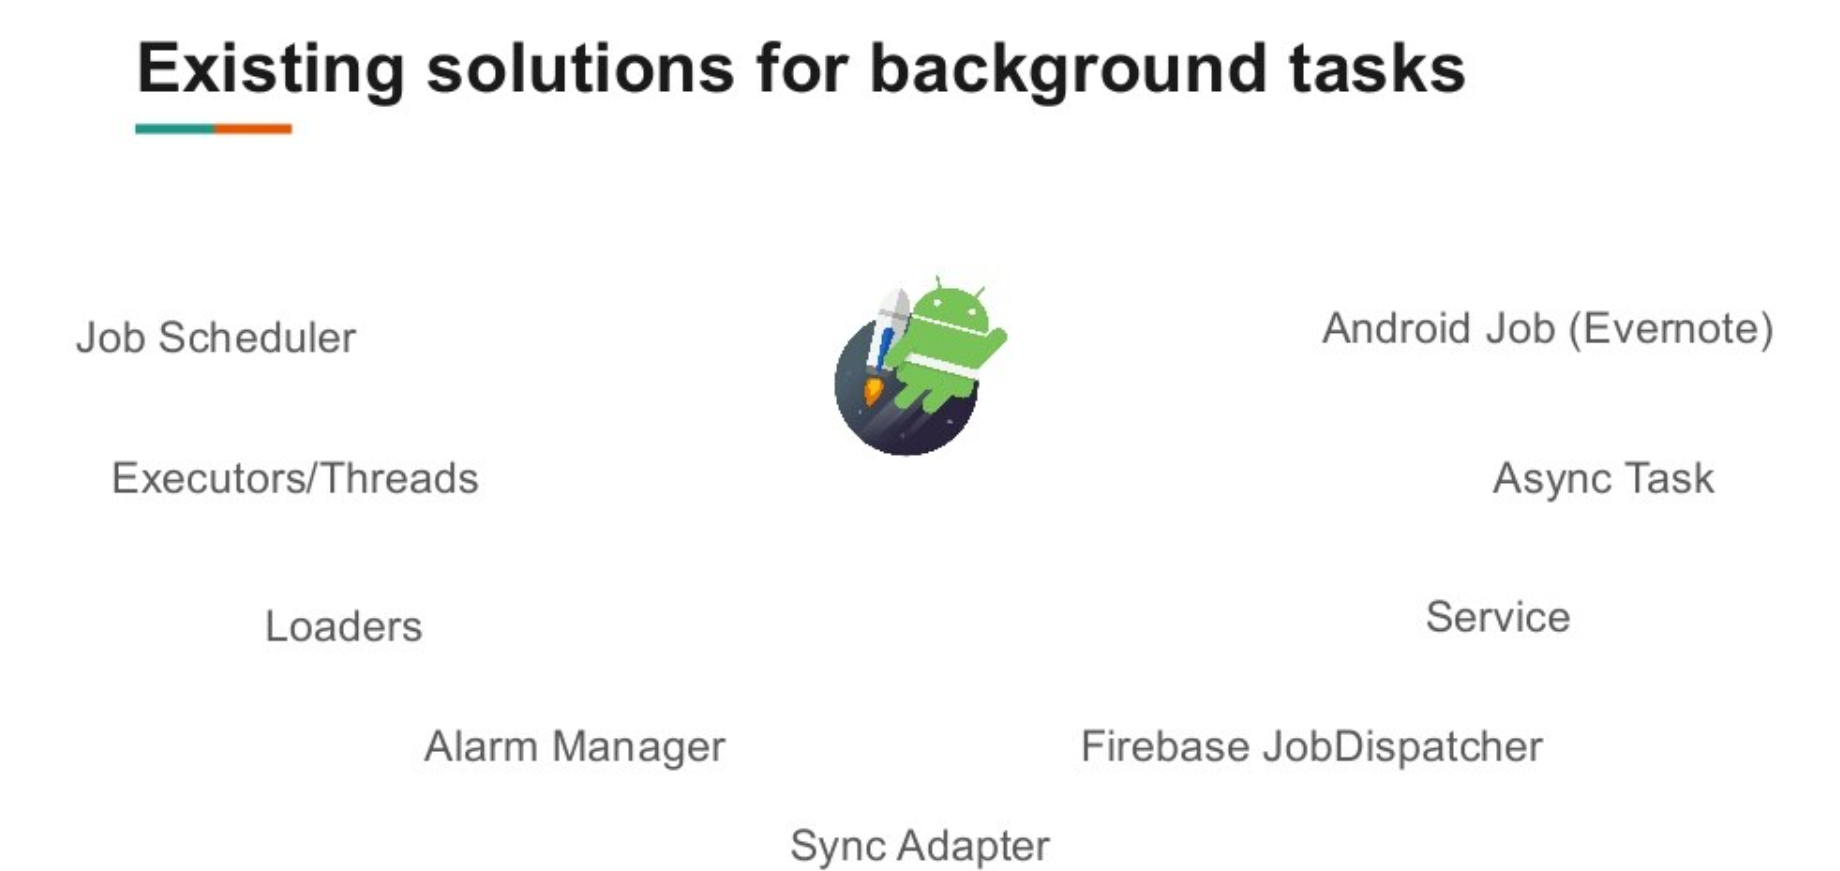 Existing solutions for background tasks
Job Scheduler
Android Job (Evernote)
Executors/Threads
Async Task
Loaders
Service
Alarm Manager
Firebase JobDispatcher
Sync Adapter